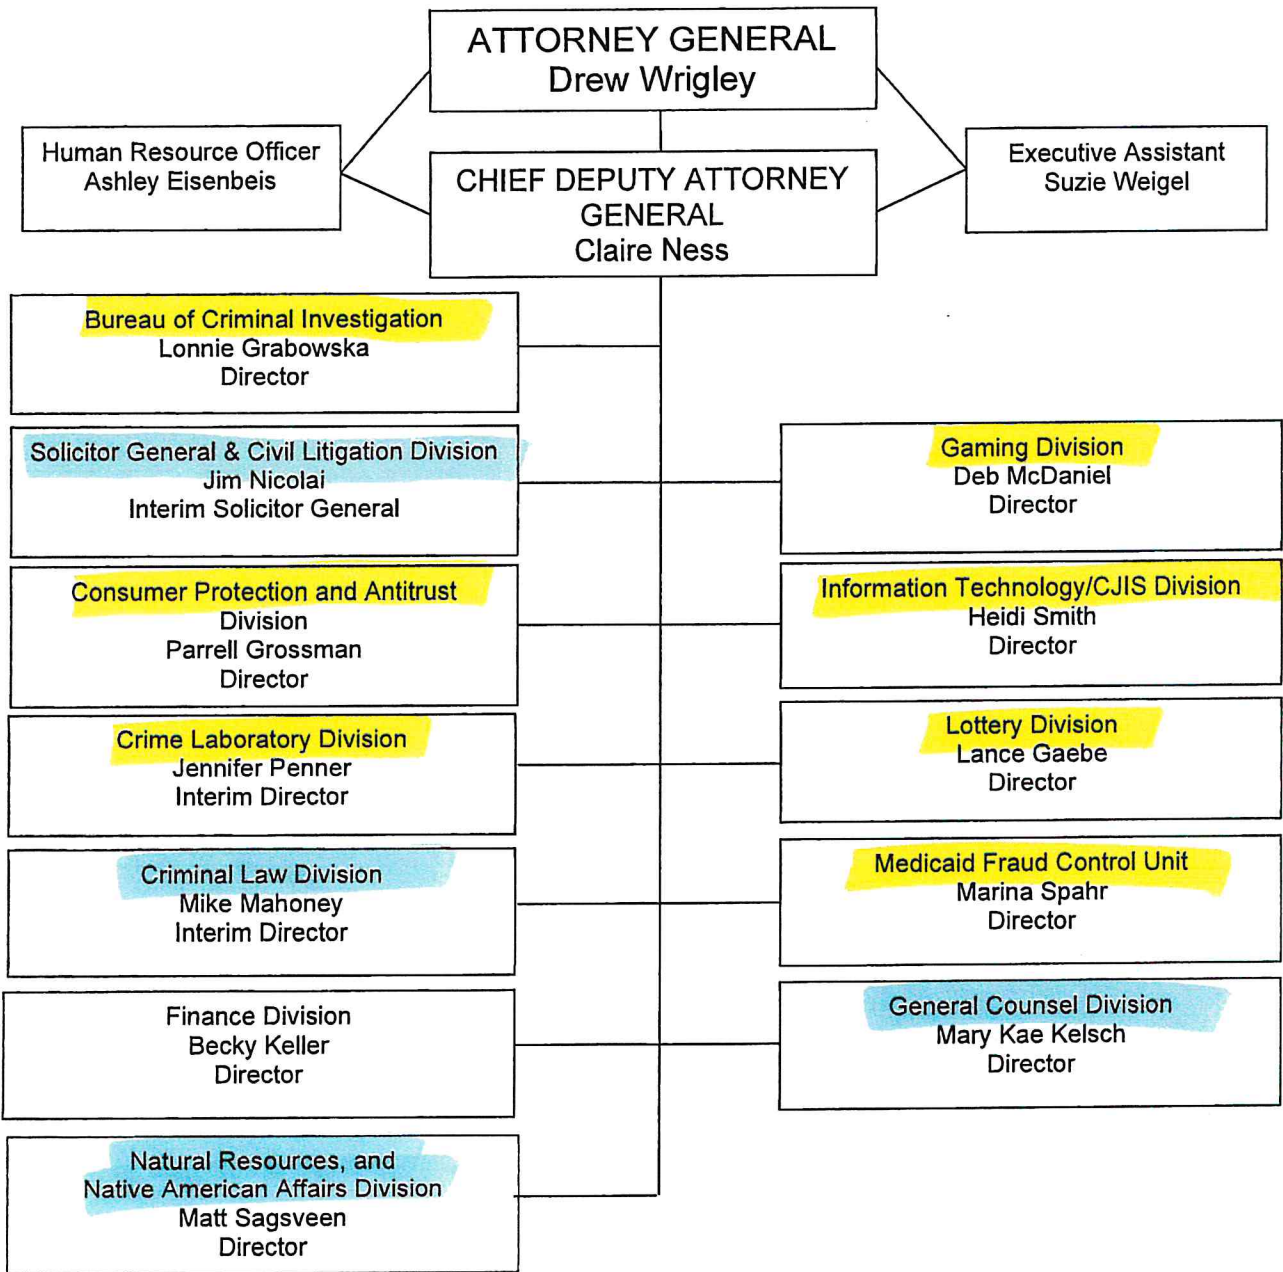 ATTORNEY GENERAL
Drew Wrigley
Human Resource Officer
Ashley Eisenbeis
CHIEF DEPUTY ATTORNEY
GENERAL
Claire Ness
Executive Assistant
Suzie Weigel
Bureau of Criminal Investigation
Lonnie Grabowska
Director
Solicitor General & Civil Litigation Division
Jim Nicolai
Interim Solicitor General
Gaming Division
Deb McDaniel
Director
Consumer Protection and Antitrust
Division
Parrell Grossman
Director
Information Technology/CJIS Division
Heidi Smith
Director
Crime Laboratory Division
Jennifer Penner
Interim Director
Lottery Division
Lance Gaebe
Director
Criminal Law Division
Mike Mahoney
Interim Director
Medicaid Fraud Control Unit
Marina Spahr
Director
Finance Division
Becky Keller
Director
General Counsel Division
Mary Kae Kelsch
Director
Natural Resources, and
Native American Affairs Division
Matt Sagsveen
Director